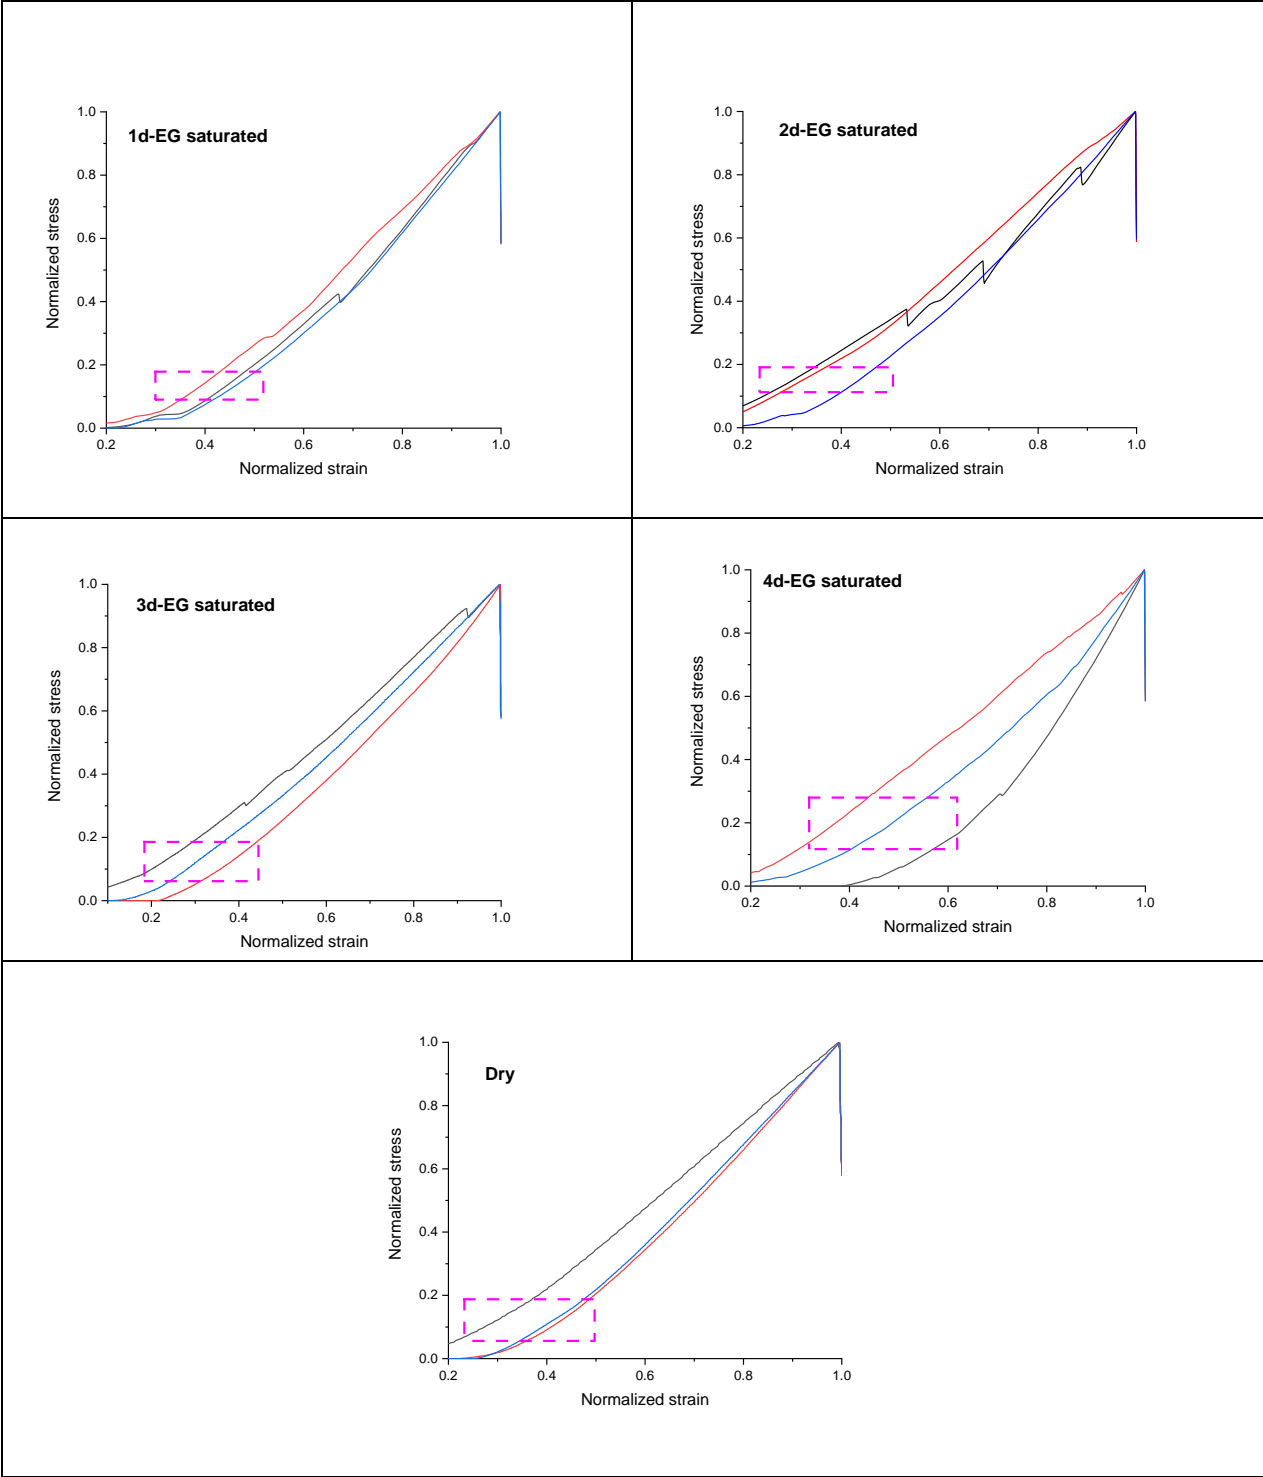 1d-EG saturated
1.0
0.8
0.6
0.4
0.2
0.0
Normalized stress
0.2 0.4 0.6 0.8 1.0
Normalized strain
2d-EG saturated
1.0
0.8
0.6
0.4
0.2
0.0
Normalized stress
0.2 0.4 0.6 0.8 1.0
Normalized strain
3d-EG saturated
1.0
0.8
0.6
0.4
0.2
0.0
Normalized stress
0.2 0.4 0.6 0.8 1.0
Normalized strain
4d-EG saturated
1.0
0.8
0.6
0.4
0.2
0.0
Normalized stress
0.2 0.4 0.6 0.8 1.0
Normalized strain
Dry
1.0
0.8
0.6
0.4
0.2
0.0
Normalized stress
0.2 0.4 0.6 0.8 1.0
Normalized strain